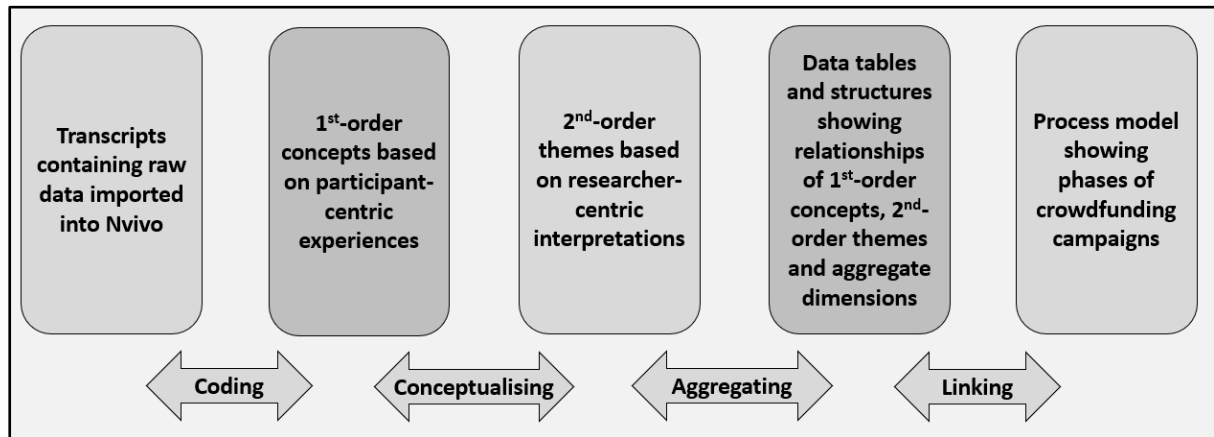 Transcripts
containing raw
data imported
into Nvivo
1st-order
concepts based
on participant-
centric
experiences
2nd-order
themes based
on researcher-
centric
interpretations
Data tables
and structures
showing
relationships
of 1st-order
concepts, 2nd-
order themes
and aggregate
dimensions
Process model
showing
phases of
crowdfunding
campaigns
Coding
Conceptualising
Aggregating
Linking